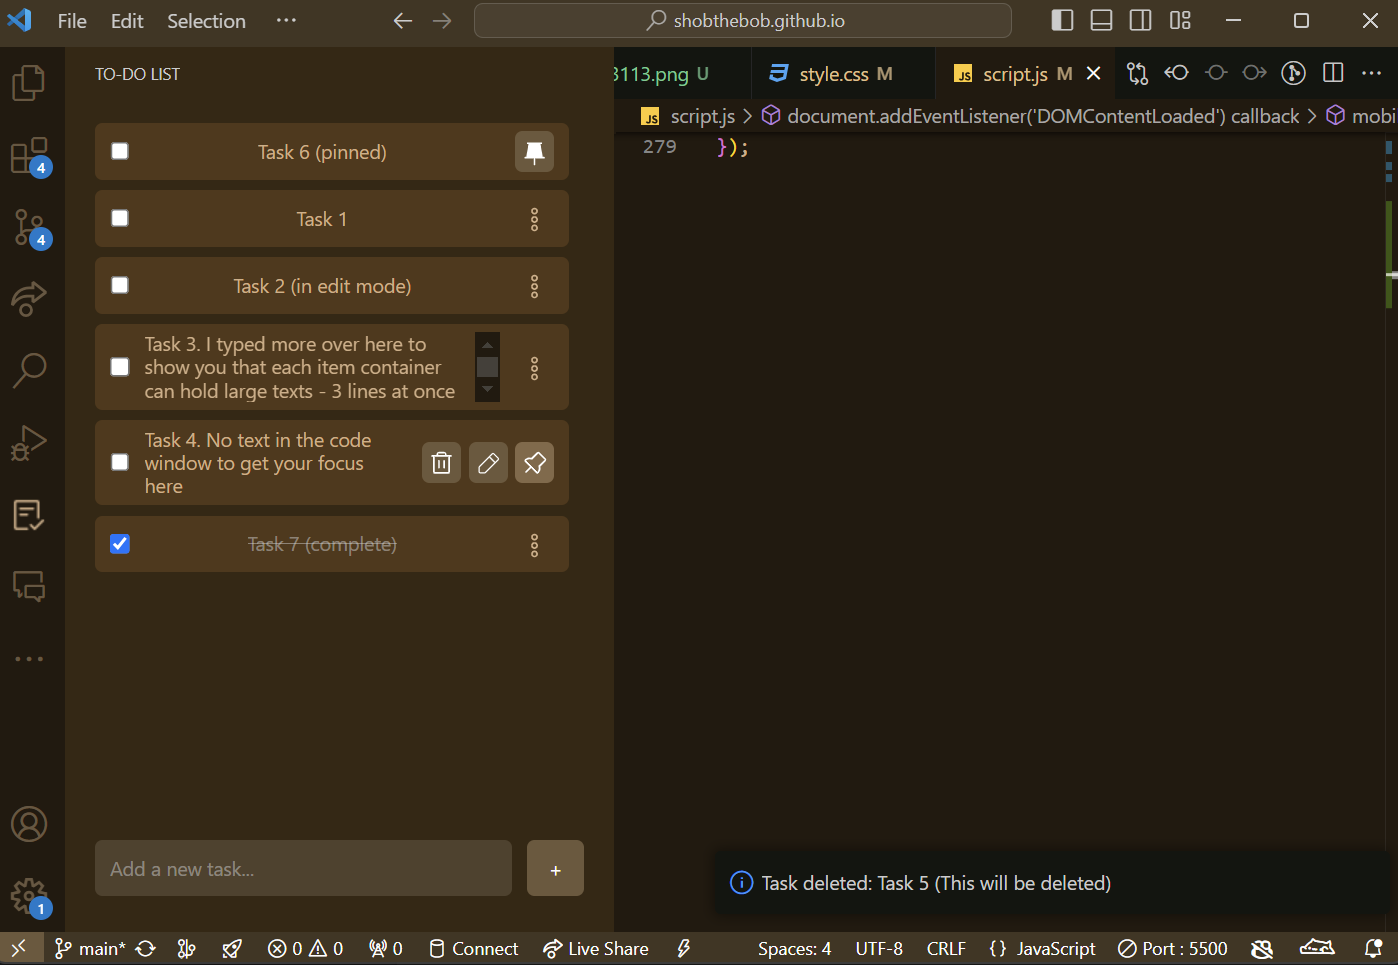 File Edit Selection ··· shobthebob.github.io
TO-DO LIST
3113.png U style.css M JS script.js M
JS script.js > document.addEventListener('DOMContentLoaded') callback > mobi
279 });
4
4
Task 6 (pinned)
Task 1
Task 2 (in edit mode)
Task 3. I typed more over here to
show you that each item container
can hold large texts - 3 lines at once
Task 4. No text in the code
window to get your focus
here
Task 7 (complete)
Add a new task... +
Task deleted: Task 5 (This will be deleted)
1
main* 0 0 0 Connect Live Share Spaces: 4 UTF-8 CRLF {} JavaScript Port : 5500